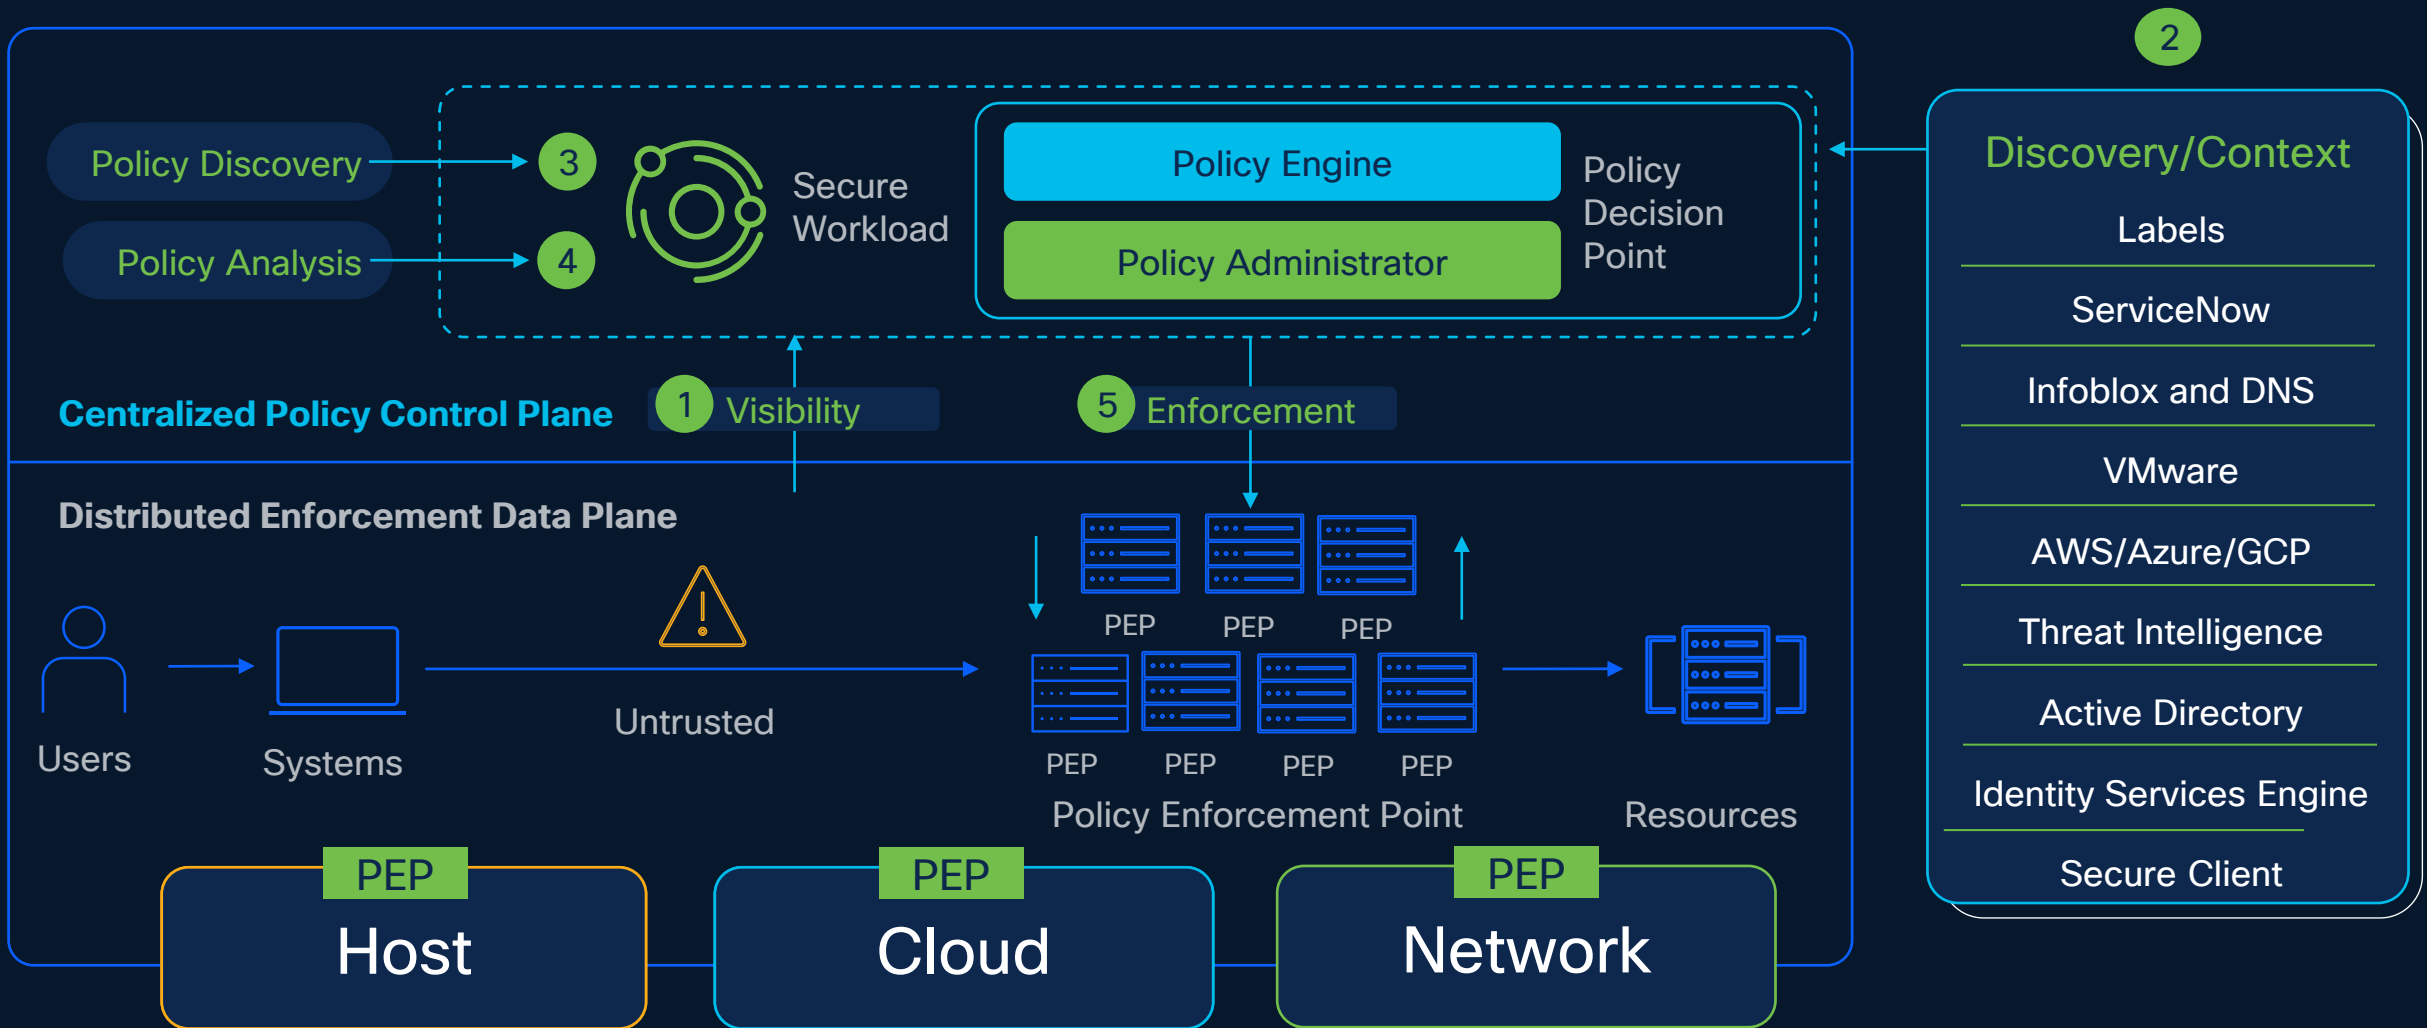 2
Policy Discovery
3
Policy Analysis
4
Secure
Workload
Policy Engine
Policy Administrator
Policy
Decision
Point
Centralized Policy Control Plane
1
Visibility
5
Enforcement
Distributed Enforcement Data Plane
Users
Systems
Untrusted
PEP
PEP
PEP
PEP
PEP
PEP
PEP
Policy Enforcement Point
Resources
PEP
Host
PEP
Cloud
PEP
Network
Discovery/Context
Labels
ServiceNow
Infoblox and DNS
VMware
AWS/Azure/GCP
Threat Intelligence
Active Directory
Identity Services Engine
Secure Client